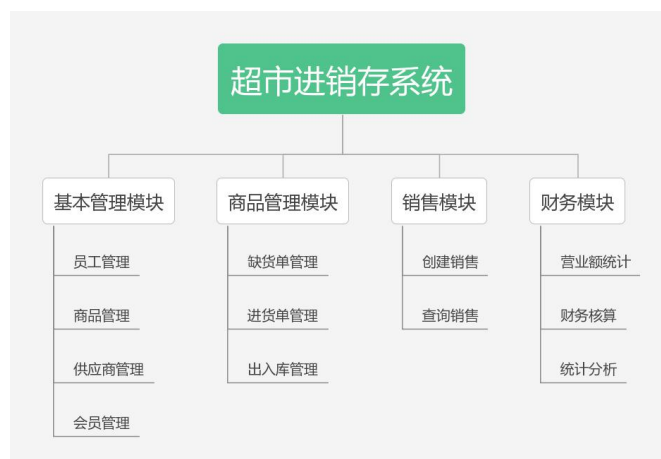 超市进销存系统
基本管理模块
商品管理模块
销售模块
财务模块
员工管理
缺货单管理
创建销售
营业额统计
商品管理
进货单管理
查询销售
财务核算
供应商管理
出入库管理
统计分析
会员管理